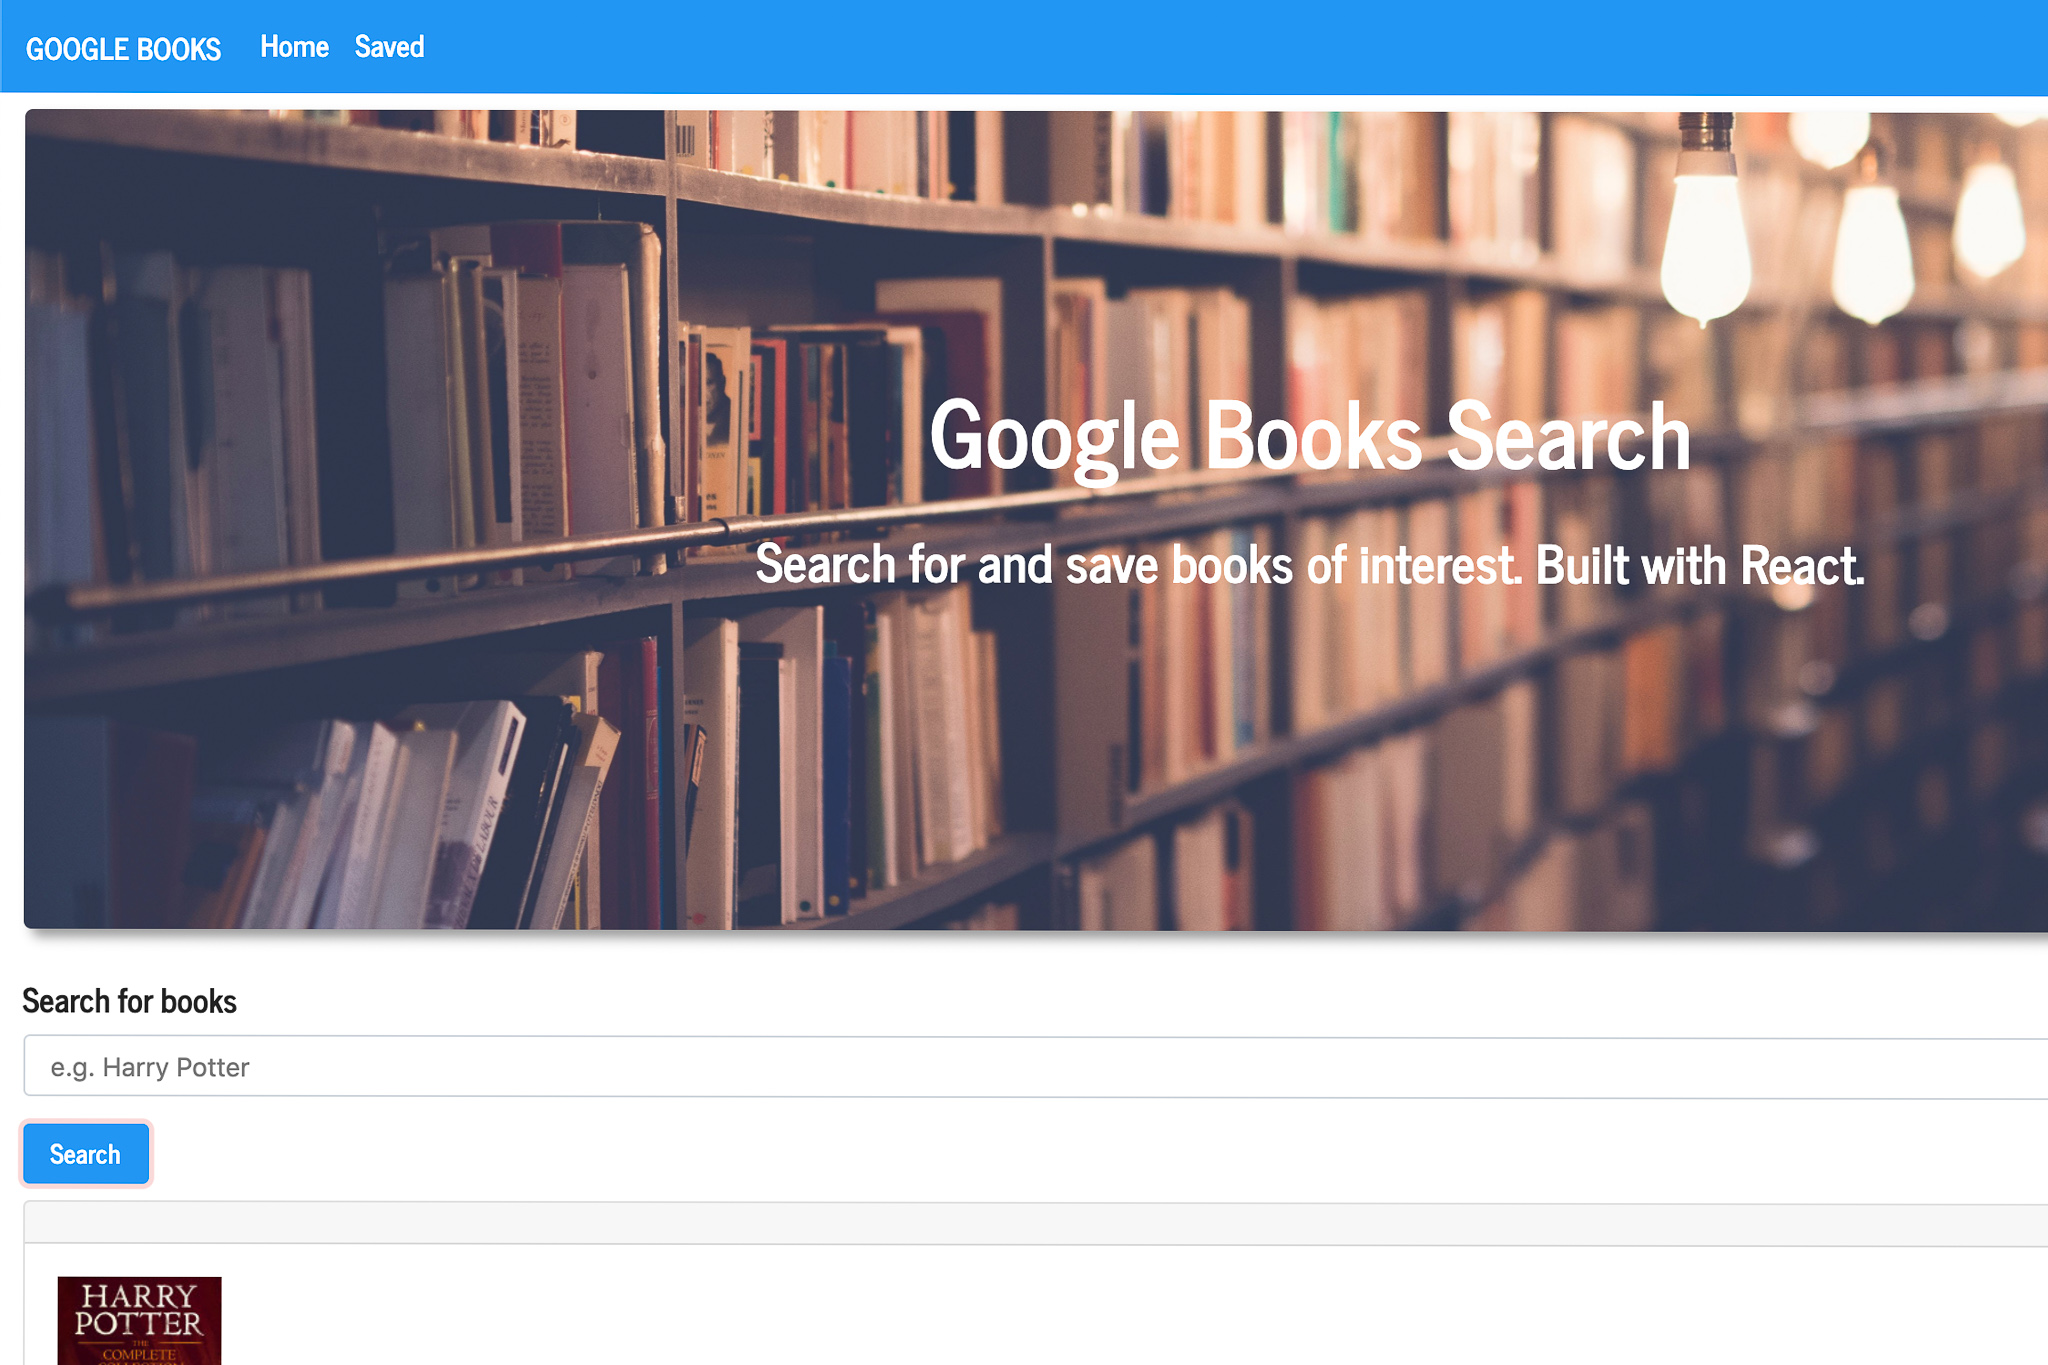 GOOGLE BOOKS Home Saved
Google Books Search
Search for and save books of interest. Built with React.
Search for books
e.g. Harry Potter
Search
HARRY
POTTER
THE
COMPLETE
COLLECTION